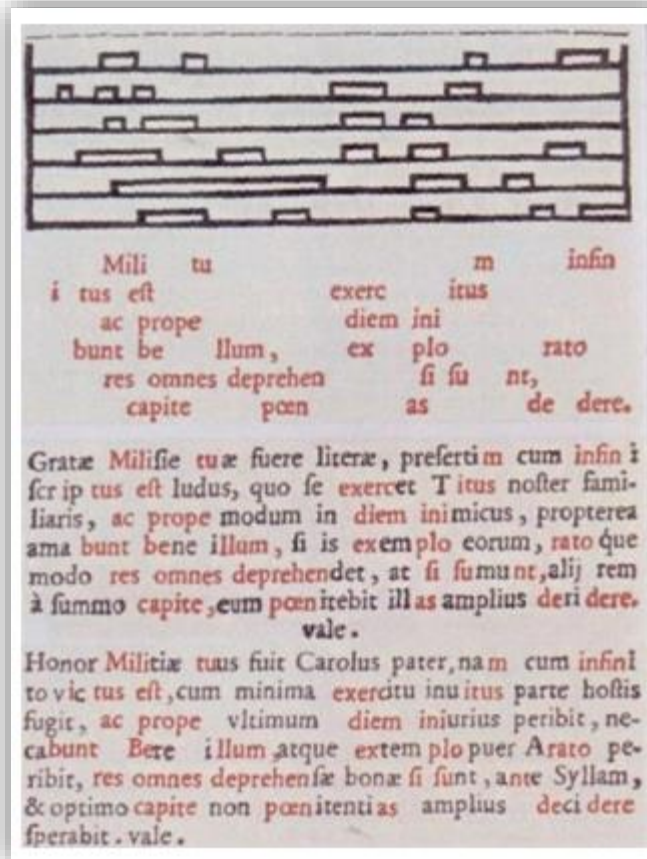 Mili tu m infin
i tus eſt exerc itus
ac prope diem ini
bunt be llum, ex plo rato
res omnes deprehen ſi ſu nt,
capite pœn as de dere.
Gratæ Miliſie tuæ fuere literæ, preſertim cum infin i
ſcr ip tus eſt ludus, quo ſe exercet T itus noſter fami-
liaris, ac prope modum in diem inimicus, propterea
ama bunt bene illum, ſi is exemplo eorum, rato que
modo res omnes deprehendet, at ſi ſumunt, alij rem
à ſummo capite, eum pœnitebit ill as amplius deri dere.
vale.
Honor Militiæ tuus fuit Carolus pater, nam cum infini
to vic tus eſt, cum minima exercitu inu itus parte hoſtis
fugit, ac prope vltimum diem iniurius peribit, ne-
cabunt Bere illum atque extem plo puer Arato pe-
ribit, res omnes deprehenſæ bonæ ſi ſunt, ante Syllam,
& optimo capite non pœnitenti as amplius deci dere
ſperabit. vale.